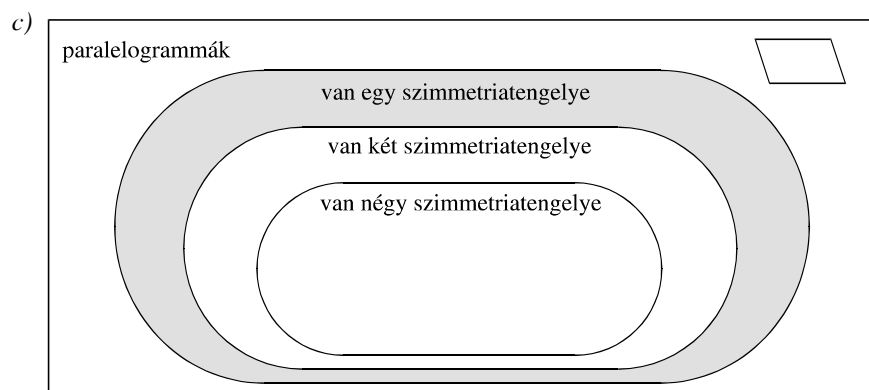 c)
paralelogrammák
van egy szimmetriatengelye
van két szimmetriatengelye
van négy szimmetriatengelye